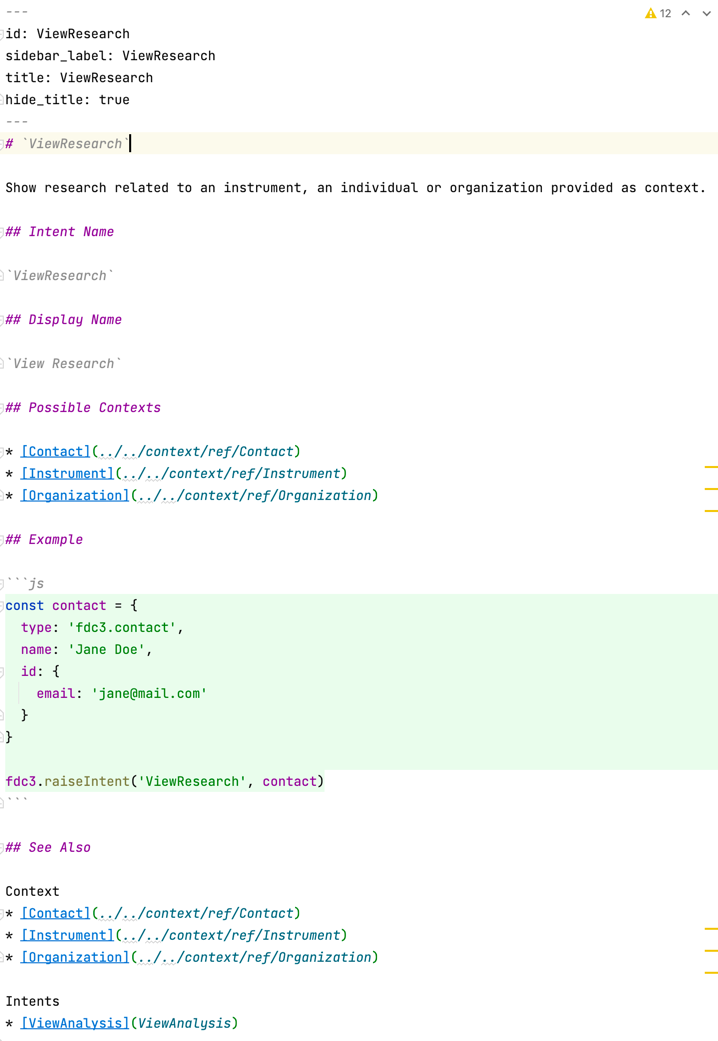 ---
12
id: ViewResearch
sidebar_label: ViewResearch
title: ViewResearch
hide_title: true
---
# `ViewResearch`
Show research related to an instrument, an individual or organization provided as context.
## Intent Name
`ViewResearch`
## Display Name
`View Research`
## Possible Contexts
* [Contact](../../context/ref/Contact)
* [Instrument](../../context/ref/Instrument)
* [Organization](../../context/ref/Organization)
## Example
```js
const contact = {
  type: 'fdc3.contact',
  name: 'Jane Doe',
  id: {
    email: 'jane@mail.com'
  }
}
fdc3.raiseIntent('ViewResearch', contact)
```
## See Also
Context
* [Contact](../../context/ref/Contact)
* [Instrument](../../context/ref/Instrument)
* [Organization](../../context/ref/Organization)
Intents
* [ViewAnalysis](ViewAnalysis)